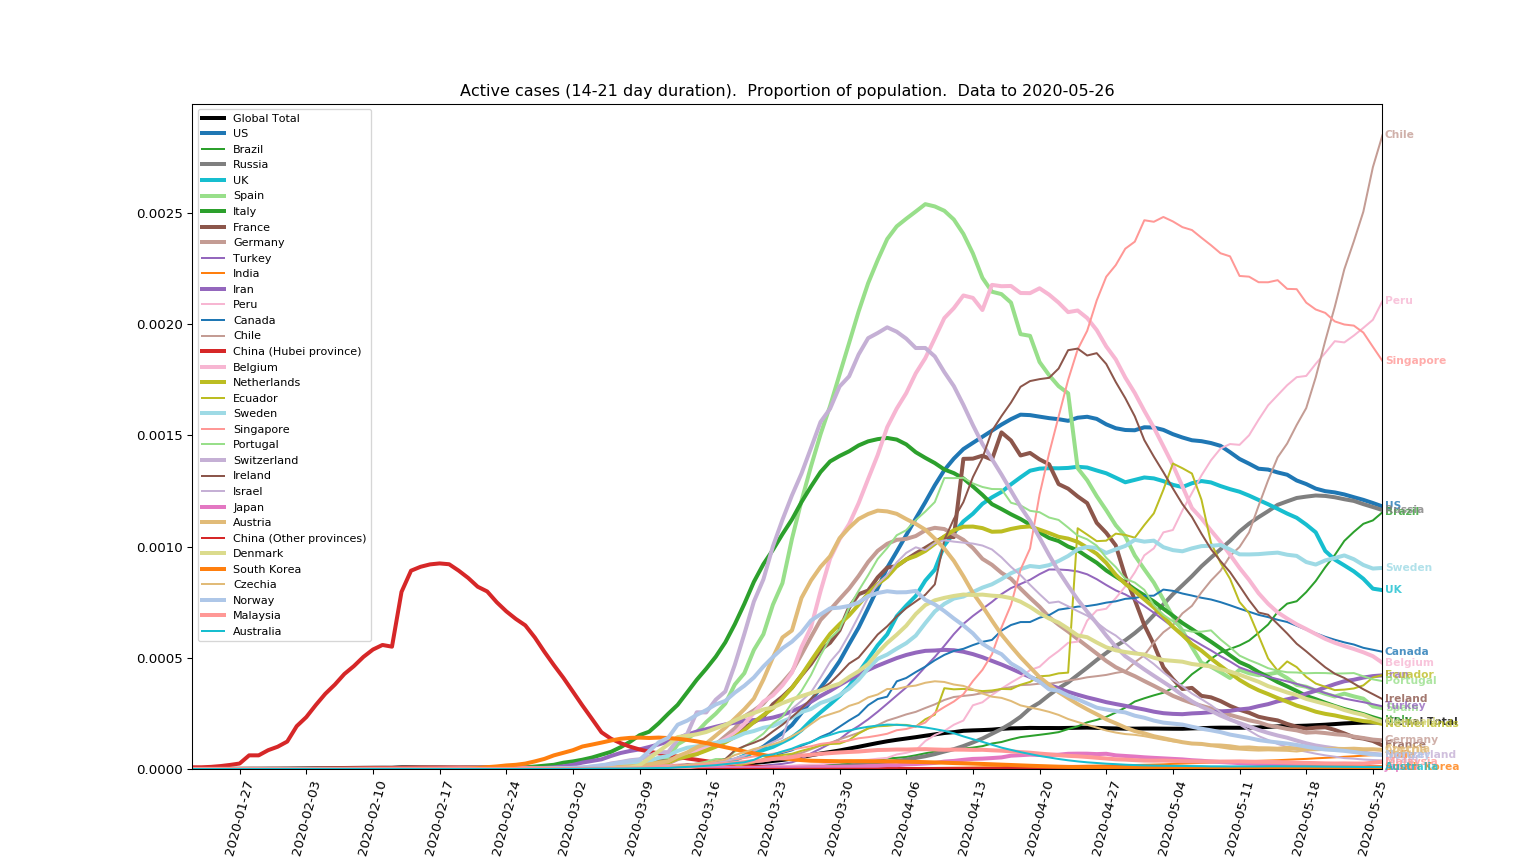 Active cases (14-21 day duration).  Proportion of population.  Data to 2020-05-26
Global Total
US
Brazil
Russia
UK
Spain
Italy
France
Germany
Turkey
India
Iran
Peru
Canada
Chile
China (Hubei province)
Belgium
Netherlands
Ecuador
Sweden
Singapore
Portugal
Switzerland
Ireland
Israel
Japan
Austria
China (Other provinces)
Denmark
South Korea
Czechia
Norway
Malaysia
Australia
0.0025
0.0020
0.0015
0.0010
0.0005
0.0000
2020-01-27
2020-02-03
2020-02-10
2020-02-17
2020-02-24
2020-03-02
2020-03-09
2020-03-16
2020-03-23
2020-03-30
2020-04-06
2020-04-13
2020-04-20
2020-04-27
2020-05-04
2020-05-11
2020-05-18
2020-05-25
Chile
Peru
Singapore
US
Russia
Brazil
Sweden
UK
Canada
Belgium
Ecuador
Portugal
Ireland
Turkey
Global Total
Netherlands
Germany
France
Switzerland
Australia